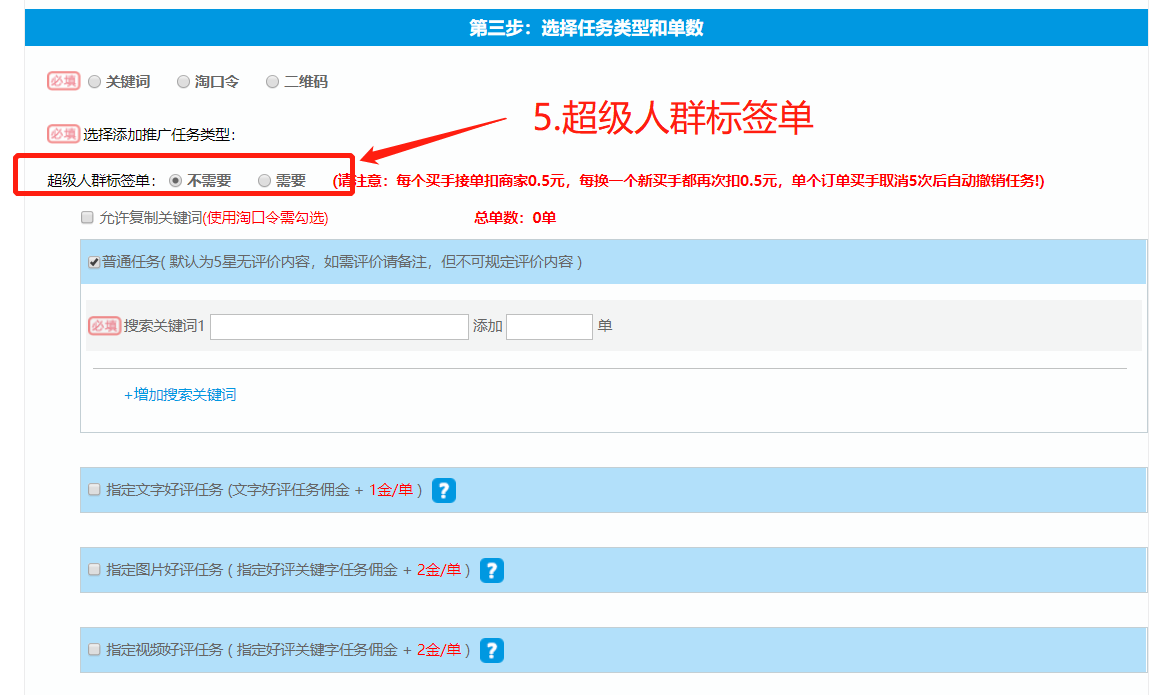 第三步：选择任务类型和单数
必填 关键词 淘口令 二维码
5.超级人群标签单
必填 选择添加推广任务类型：
超级人群标签单： 不需要 需要 (请注意：每个买手接单扣商家0.5元，每换一个新买手都再次扣0.5元，单个订单买手取消5次后自动撤销任务!)
允许复制关键词(使用淘口令需勾选) 总单数：0单
普通任务( 默认为5星无评价内容，如需评价请备注，但不可规定评价内容 )
必填 搜索关键词1 添加 单
+增加搜索关键词
指定文字好评任务 (文字好评任务佣金 + 1金/单 ) ?
指定图片好评任务 ( 指定好评关键字任务佣金 + 2金/单 ) ?
指定视频好评任务 ( 指定好评关键字任务佣金 + 2金/单 ) ?